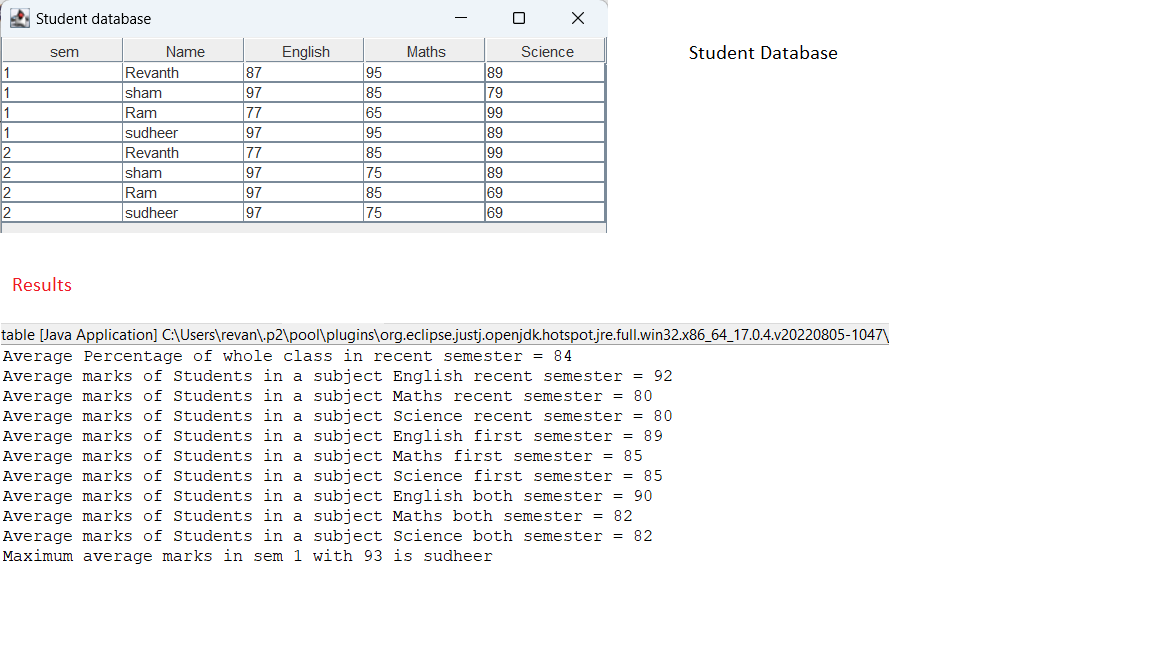 Student database
Student Database
sem Name English Maths Science
1 Revanth 87 95 89
1 sham 97 85 79
1 Ram 77 65 99
1 sudheer 97 95 89
2 Revanth 77 85 99
2 sham 97 75 89
2 Ram 97 85 69
2 sudheer 97 75 69
Results
table [Java Application] C:\Users\revan\.p2\pool\plugins\org.eclipse.justj.openjdk.hotspot.jre.full.win32.x86_64_17.0.4.v20220805-1047\
Average Percentage of whole class in recent semester = 84
Average marks of Students in a subject English recent semester = 92
Average marks of Students in a subject Maths recent semester = 80
Average marks of Students in a subject Science recent semester = 80
Average marks of Students in a subject English first semester = 89
Average marks of Students in a subject Maths first semester = 85
Average marks of Students in a subject Science first semester = 85
Average marks of Students in a subject English both semester = 90
Average marks of Students in a subject Maths both semester = 82
Average marks of Students in a subject Science both semester = 82
Maximum average marks in sem 1 with 93 is sudheer